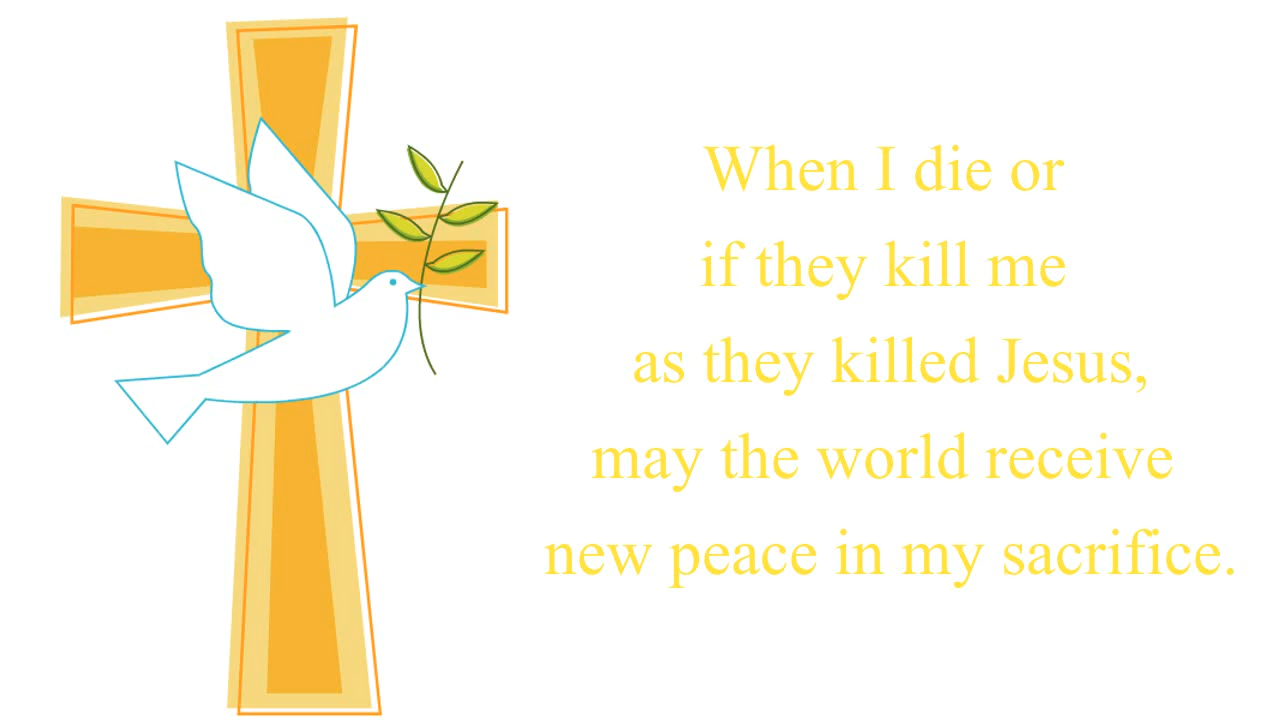 When I die or
if they kill me
as they killed Jesus,
may the world receive
new peace in my sacrifice.